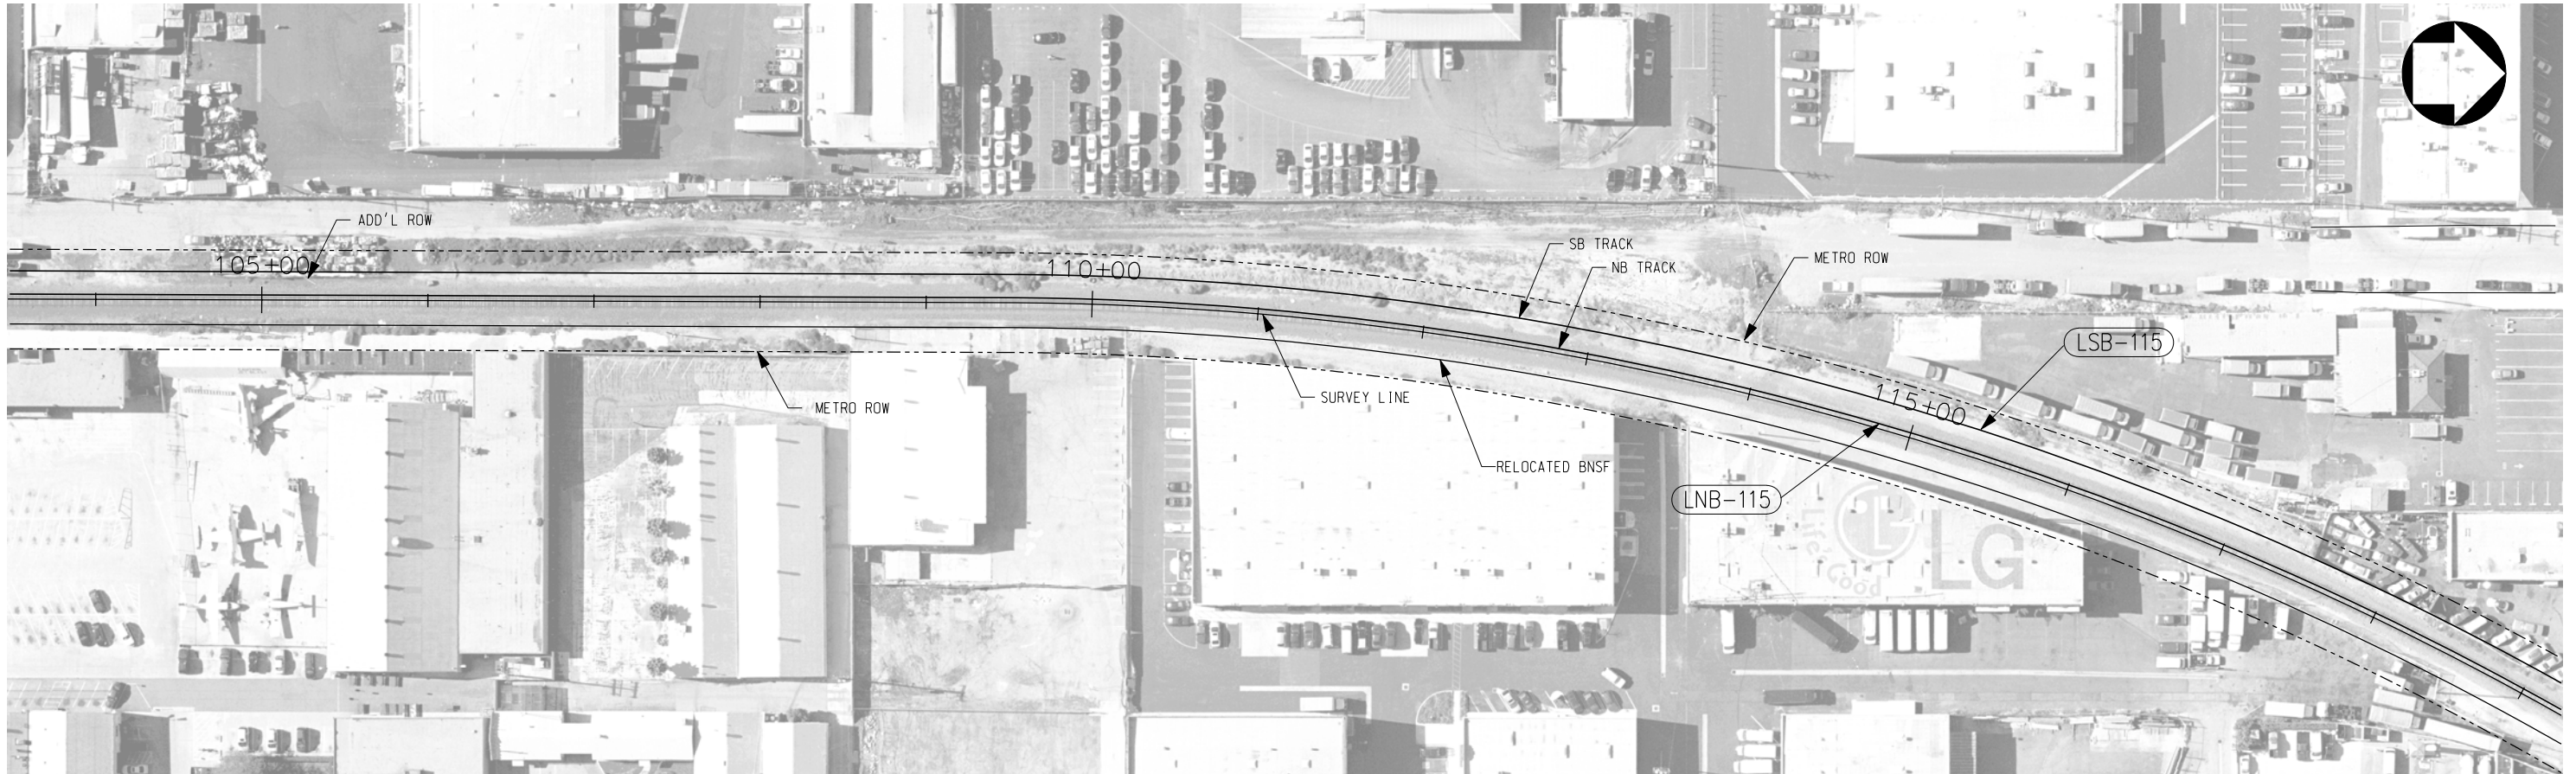 ADD'L ROW
105+00
110+00
SB TRACK
NB TRACK
METRO ROW
LSB-115
115+00
METRO ROW
SURVEY LINE
RELOCATED BNSF
LNB-115
LG
Life's Good
LG